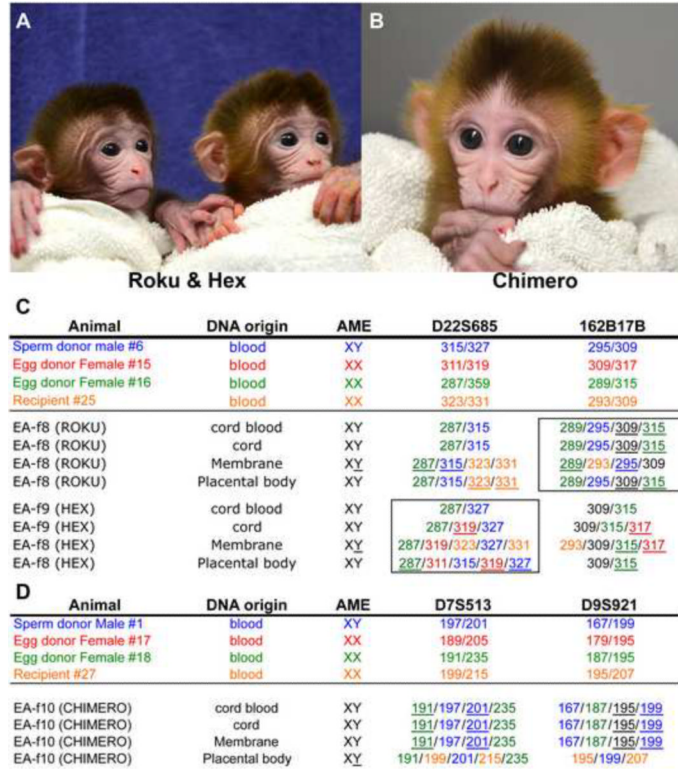 A
B
Roku & Hex
Chimero
C
Animal DNA origin AME D22S685 162B17B
Sperm donor male #6 blood XY 315/327 295/309
Egg donor Female #15 blood XX 311/319 309/317
Egg donor Female #16 blood XX 287/359 289/315
Recipient #25 blood XX 323/331 293/309
EA-f8 (ROKU) cord blood XY 287/315 289/295/309/315
EA-f8 (ROKU) cord XY 287/315 289/295/309/315
EA-f8 (ROKU) Membrane XY 287/315/323/331 289/293/295/309
EA-f8 (ROKU) Placental body XY 287/315/323/331 289/295/309/315
EA-f9 (HEX) cord blood XY 287/327 309/315
EA-f9 (HEX) cord XY 287/319/327 309/315/317
EA-f8 (HEX) Membrane XY 287/319/323/327/331 293/309/315/317
EA-f8 (HEX) Placental body XY 287/311/315/319/327 309/315
D
Animal DNA origin AME D7S513 D9S921
Sperm donor Male #1 blood XY 197/201 167/199
Egg donor Female #17 blood XX 189/205 179/195
Egg donor Female #18 blood XX 191/235 187/195
Recipient #27 blood XX 199/215 195/207
EA-f10 (CHIMERO) cord blood XY 191/197/201/235 167/187/195/199
EA-f10 (CHIMERO) cord XY 191/197/201/235 167/187/195/199
EA-f10 (CHIMERO) Membrane XY 191/197/201/235 167/187/195/199
EA-f10 (CHIMERO) Placental body XY 191/199/201/215/235 195/199/207